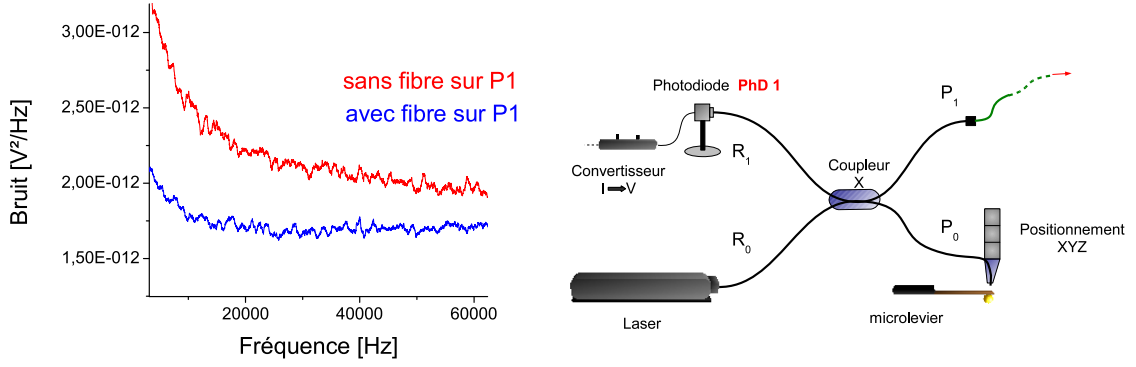 3,00E-012
2,50E-012
2,00E-012
1,50E-012
Bruit [V²/Hz]
sans fibre sur P1
avec fibre sur P1
20000 40000 60000
Fréquence [Hz]
Photodiode PhD 1
Convertisseur
I V
R1
R0
Laser
Coupleur
X
P1
P0
Positionnement
XYZ
microlevier